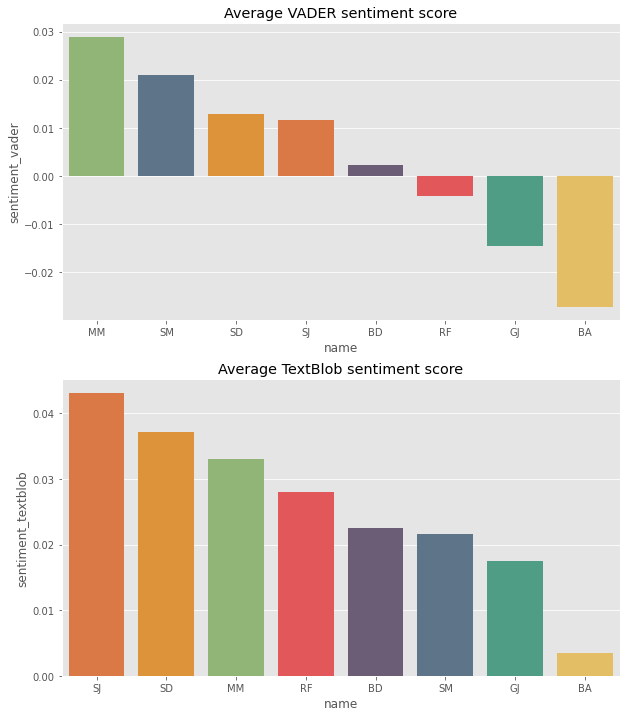 Average VADER sentiment score
sentiment_vader
0.03
0.02
0.01
0.00
−0.01
−0.02
MM SM SD SJ BD RF GJ BA
name
Average TextBlob sentiment score
sentiment_textblob
0.04
0.03
0.02
0.01
0.00
SJ SD MM RF BD SM GJ BA
name